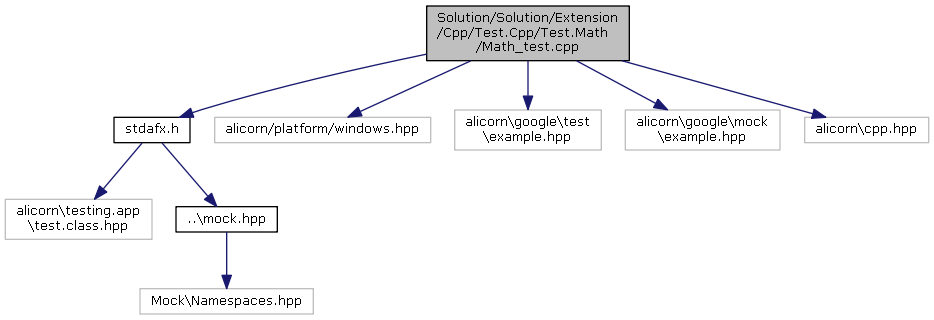 Solution/Solution/Extension
/Cpp/Test.Cpp/Test.Math
/Math_test.cpp
stdafx.h
alicorn/platform/windows.hpp
alicorn\google\test
\example.hpp
alicorn\google\mock
\example.hpp
alicorn\cpp.hpp
alicorn\testing.app
\test.class.hpp
..\mock.hpp
Mock\Namespaces.hpp